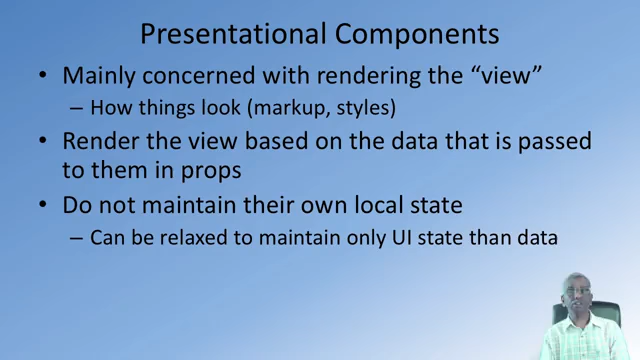 Presentational Components
• Mainly concerned with rendering the “view”
– How things look (markup, styles)
• Render the view based on the data that is passed
to them in props
• Do not maintain their own local state
– Can be relaxed to maintain only UI state than data